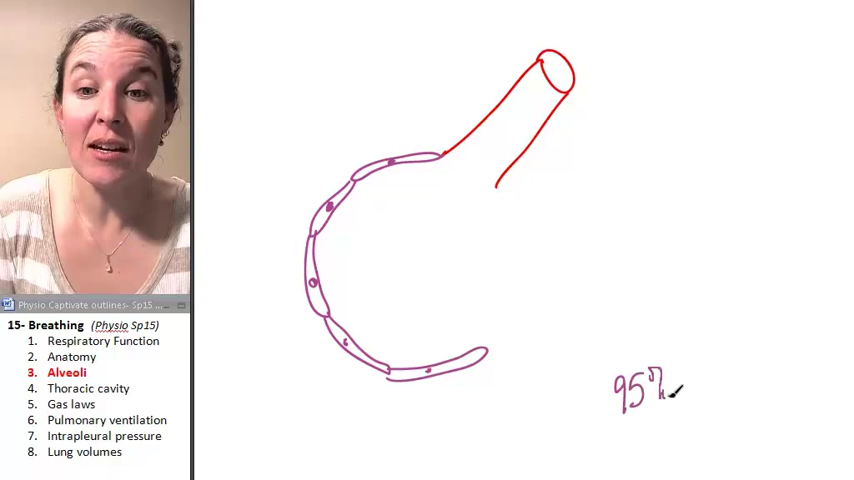 Physio Captivate outlines- Sp15 ...
15- Breathing (Physio Sp15)
1. Respiratory Function
2. Anatomy
3. Alveoli
4. Thoracic cavity
5. Gas laws
6. Pulmonary ventilation
7. Intrapleural pressure
8. Lung volumes
95%